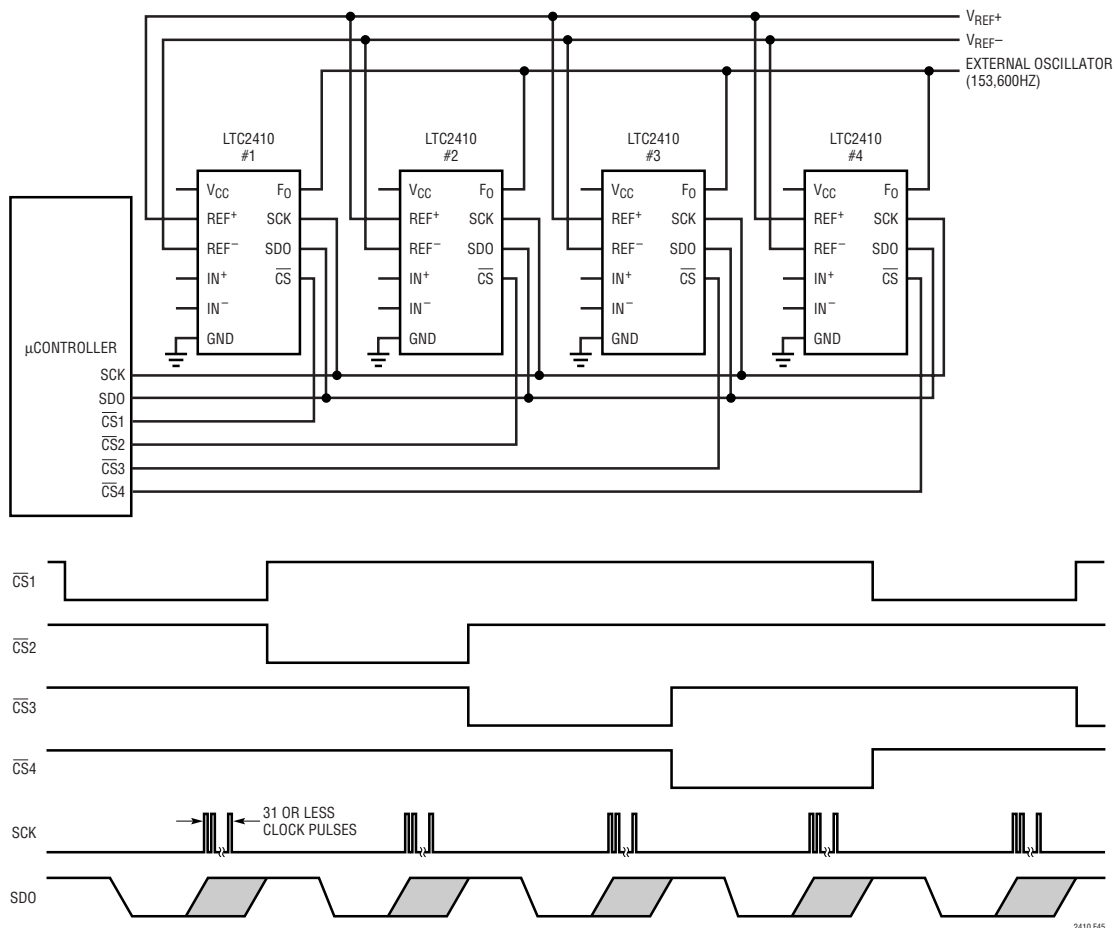 VREF+
VREF−
EXTERNAL OSCILLATOR
(153,600HZ)
LTC2410
#1
LTC2410
#2
LTC2410
#3
LTC2410
#4
VCC FO
REF+ SCK
REF− SDO
IN+ CS
IN−
GND
VCC FO
REF+ SCK
REF− SDO
IN+ CS
IN−
GND
VCC FO
REF+ SCK
REF− SDO
IN+ CS
IN−
GND
VCC FO
REF+ SCK
REF− SDO
IN+ CS
IN−
GND
µCONTROLLER
SCK
SDO
CS1
CS2
CS3
CS4
CS1
CS2
CS3
CS4
SCK
31 OR LESS
CLOCK PULSES
SDO
2410 F45